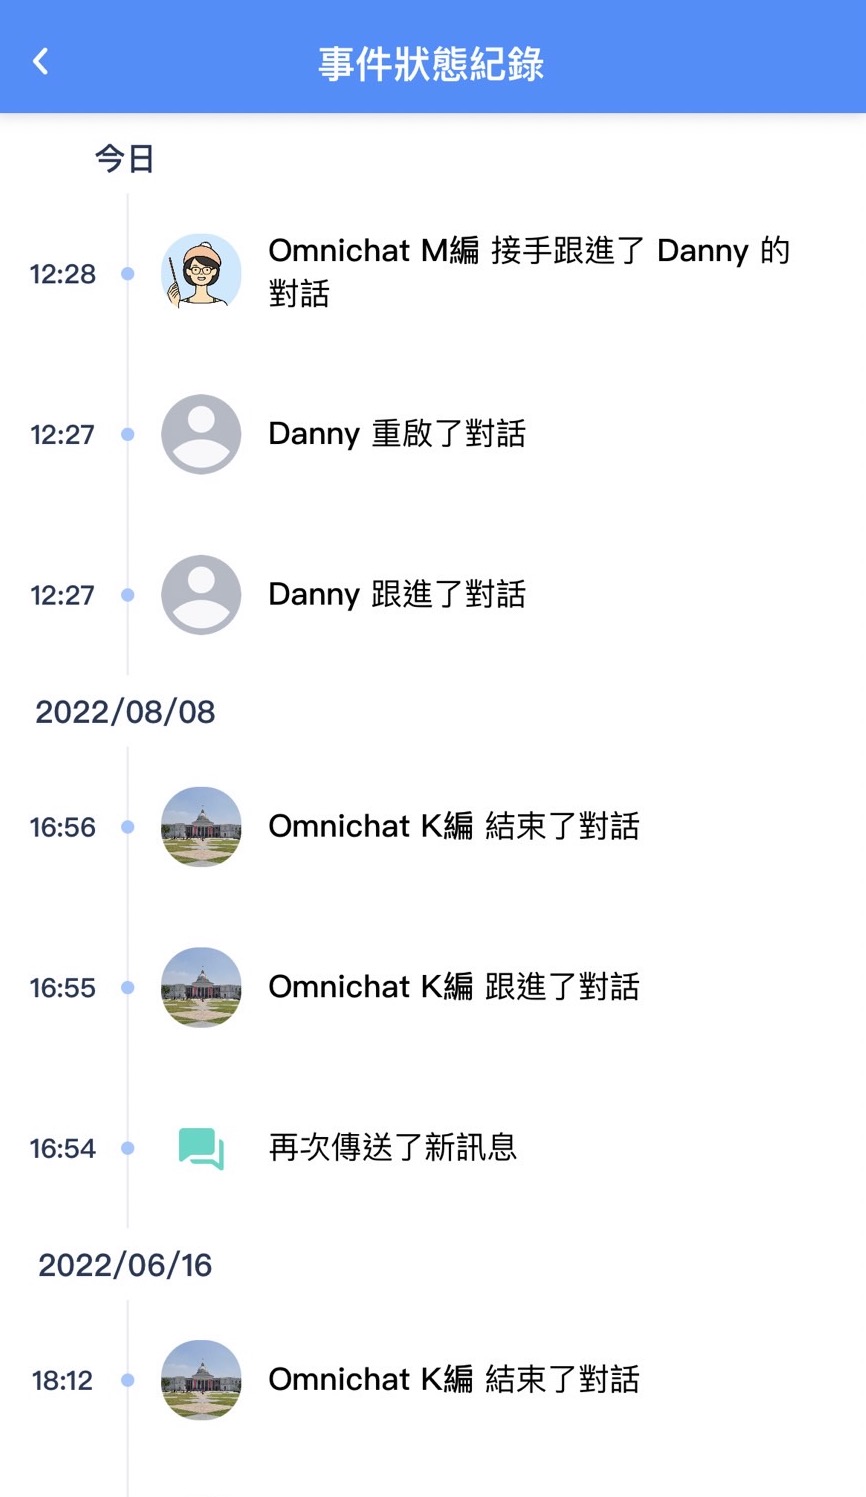 事件狀態紀錄
今日
12:28
Omnichat M編 接手跟進了 Danny 的
對話
12:27
Danny 重啟了對話
12:27
Danny 跟進了對話
2022/08/08
16:56
Omnichat K編 結束了對話
16:55
Omnichat K編 跟進了對話
16:54
再次傳送了新訊息
2022/06/16
18:12
Omnichat K編 結束了對話